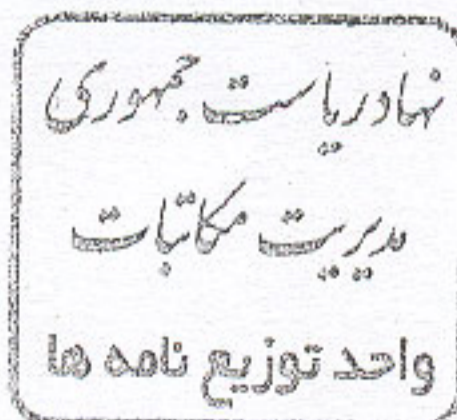 نهاد ریاست جمهوری
مدیریت مکاتبات
واحد توزیع نامه ها